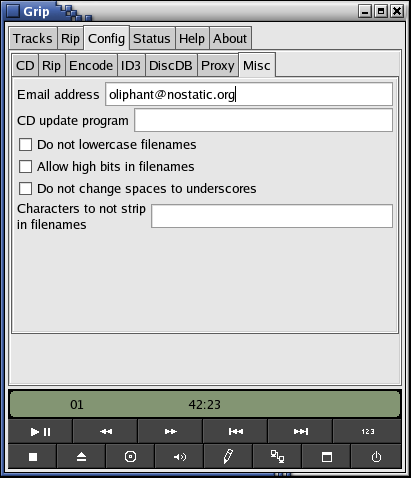 Grip
Tracks Rip Config Status Help About
CD Rip Encode ID3 DiscDB Proxy Misc
Email address oliphant@nostatic.org
CD update program
Do not lowercase filenames
Allow high bits in filenames
Do not change spaces to underscores
Characters to not strip
in filenames
01 42:23
123